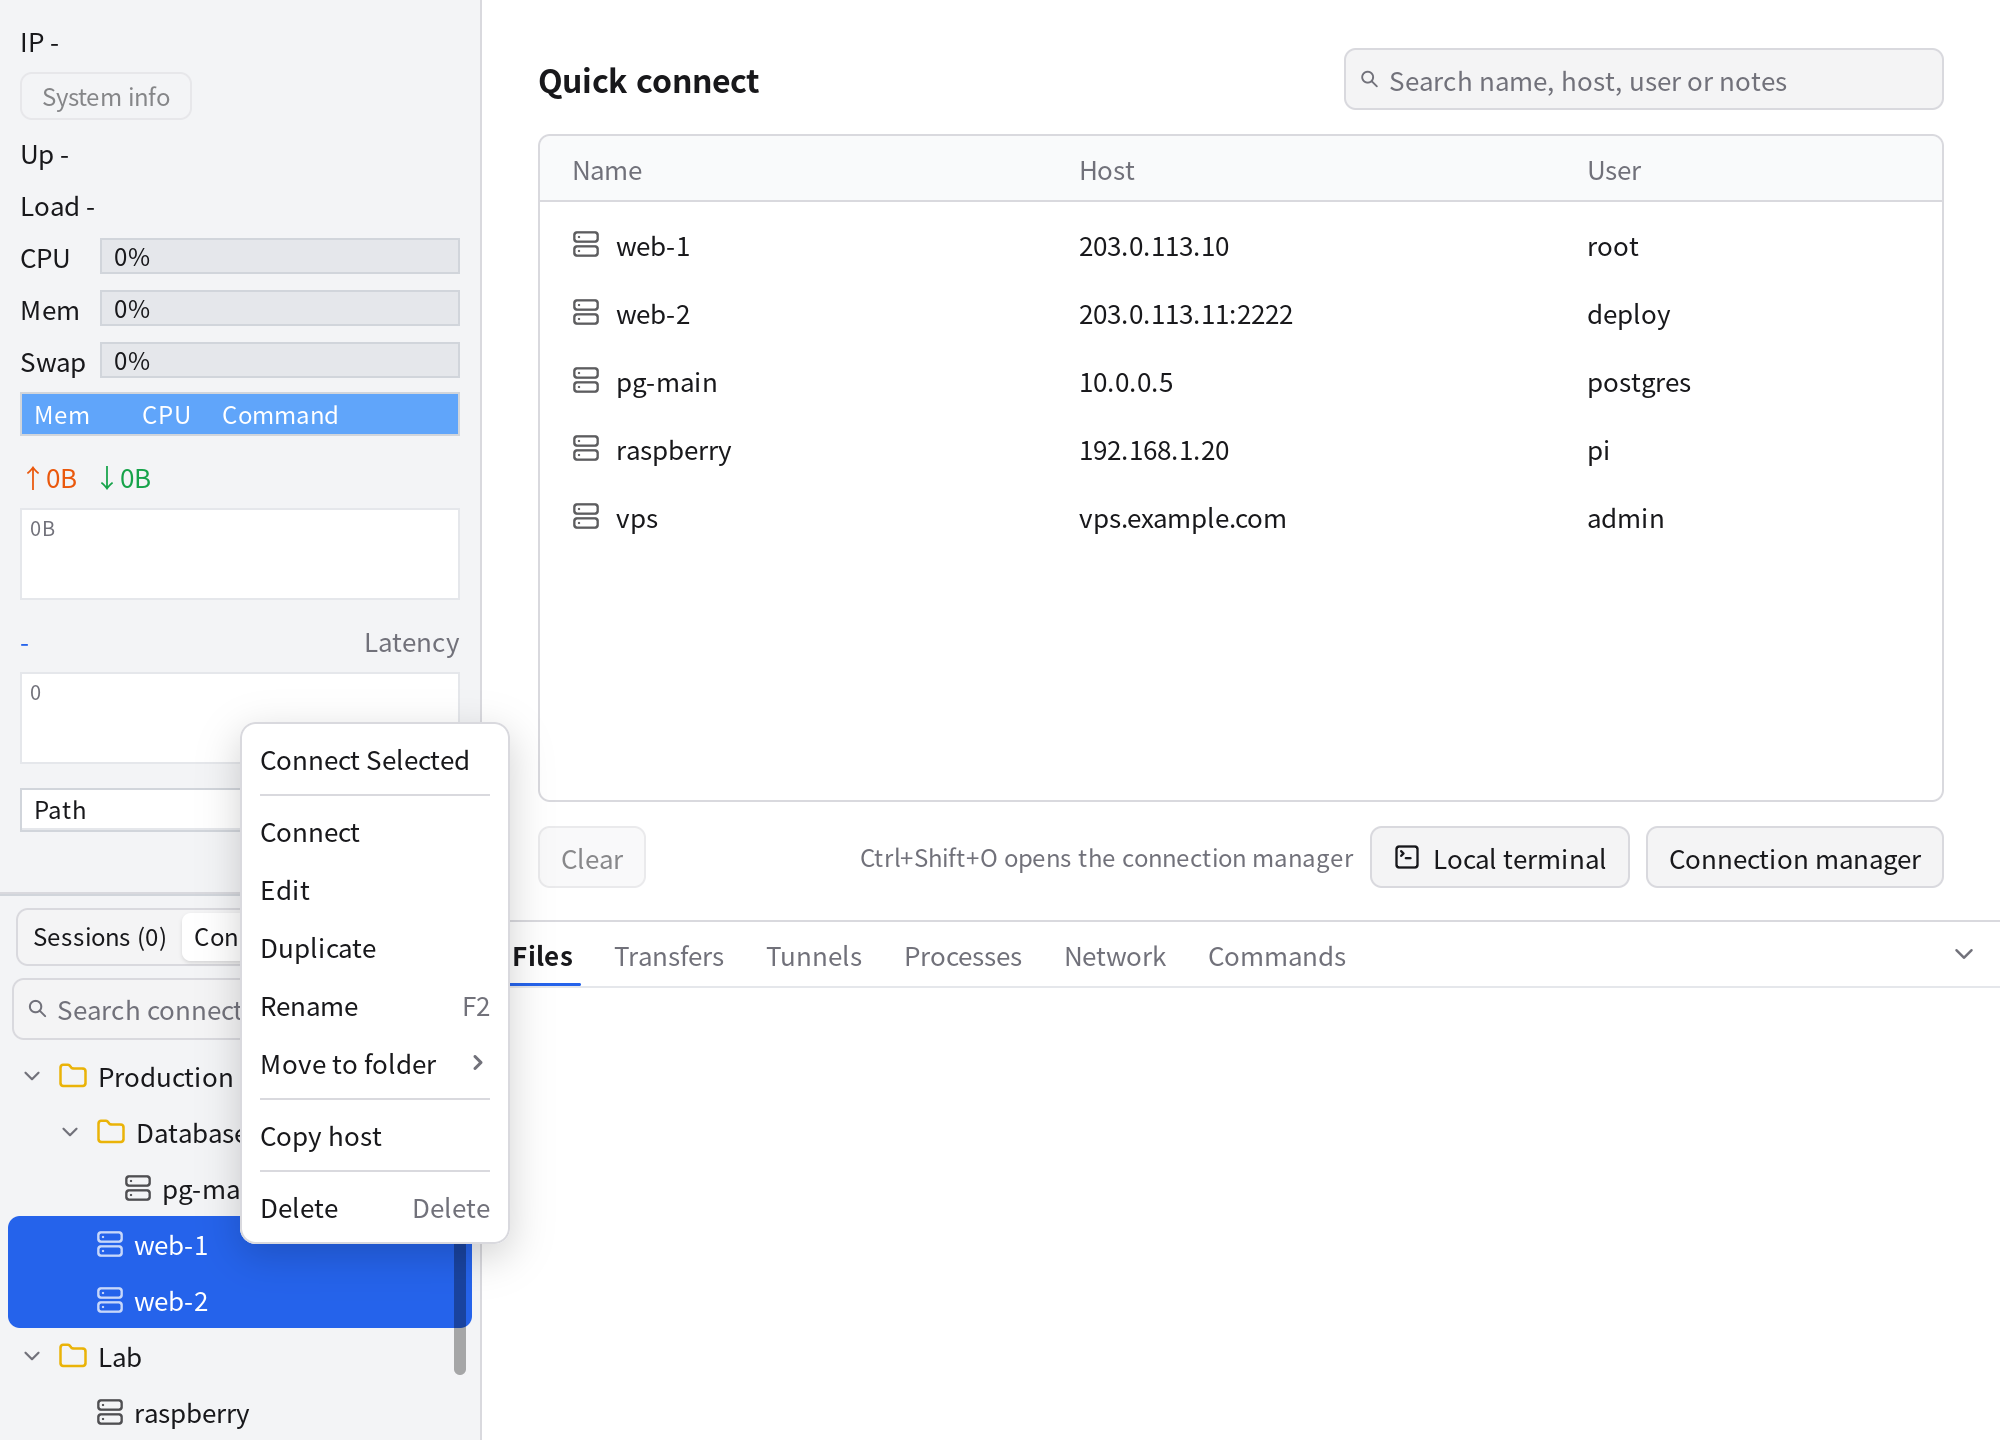 IP -
System info
Up -
Load -
CPU 0%
Mem 0%
Swap 0%
Mem CPU Command
↑0B ↓0B
0B
- Latency
0
Path
Sessions (0) Con
Search connect
Production
Database
pg-ma
web-1
web-2
Lab
raspberry
Connect Selected
Connect
Edit
Duplicate
Rename F2
Move to folder
Copy host
Delete Delete
Quick connect
Search name, host, user or notes
Name Host User
web-1 203.0.113.10 root
web-2 203.0.113.11:2222 deploy
pg-main 10.0.0.5 postgres
raspberry 192.168.1.20 pi
vps vps.example.com admin
Clear
Ctrl+Shift+O opens the connection manager
Local terminal
Connection manager
Files Transfers Tunnels Processes Network Commands